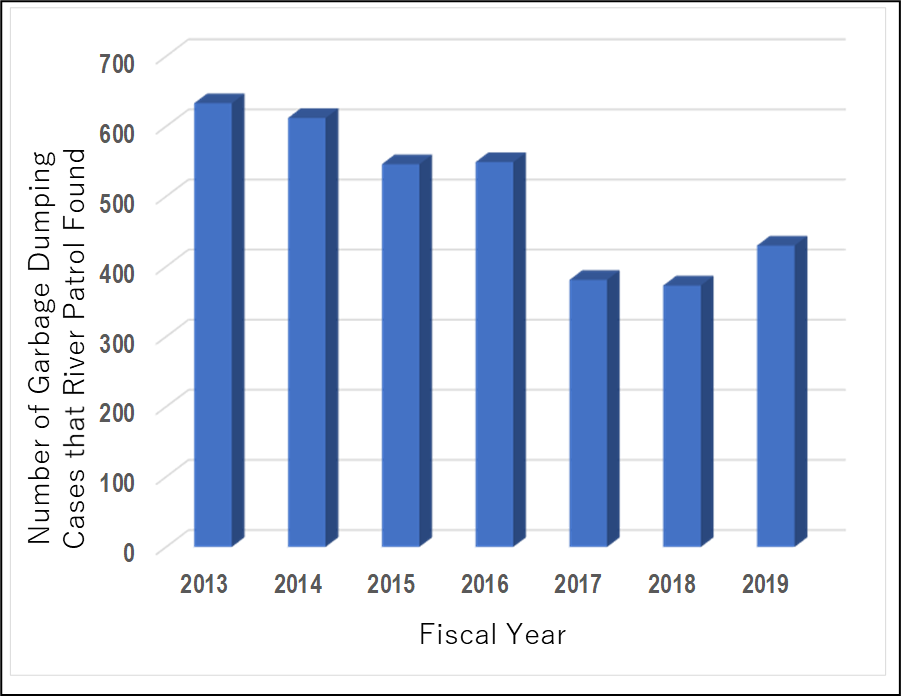 700
600
500
400
300
200
100
0
Number of Garbage Dumping
Cases that River Patrol Found
2013 2014 2015 2016 2017 2018 2019
Fiscal Year